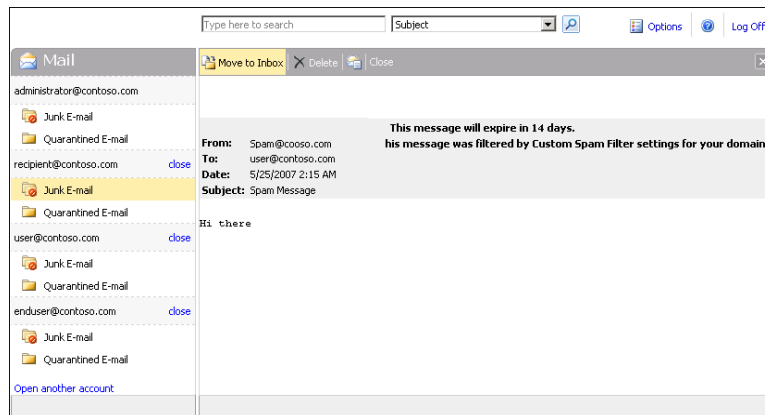 Type here to search
Subject
Options
Log Off
Mail
Move to Inbox
Delete
Close
administrator@contoso.com
Junk E-mail
Quarantined E-mail
recipient@contoso.com close
Junk E-mail
Quarantined E-mail
user@contoso.com close
Junk E-mail
Quarantined E-mail
enduser@contoso.com close
Junk E-mail
Quarantined E-mail
Open another account
This message will expire in 14 days.
his message was filtered by Custom Spam Filter settings for your domain
From: Spam@cooso.com
To: user@contoso.com
Date: 5/25/2007 2:15 AM
Subject: Spam Message
Hi there